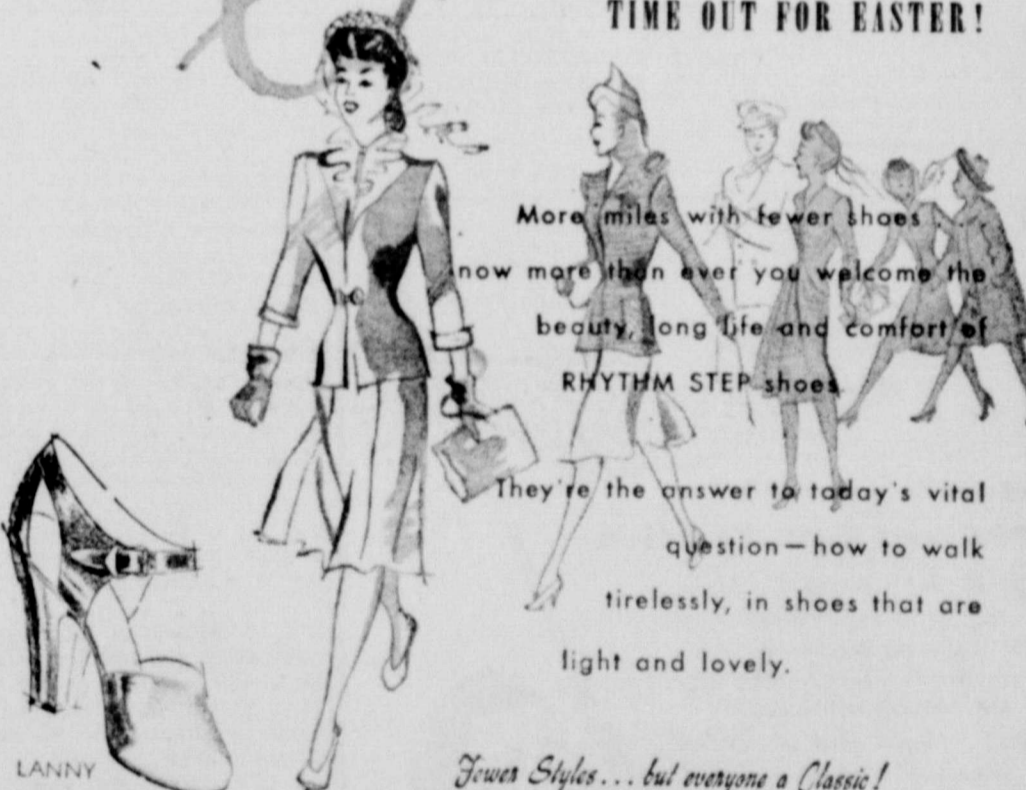 TIME OUT FOR EASTER!
More miles with fewer shoes . . .
now more than ever you welcome the
beauty, long life and comfort of
RHYTHM STEP shoes.
They're the answer to today's vital
question—how to walk
tirelessly, in shoes that are
light and lovely.
LANNY
Fewer Styles... but everyone a Classic!